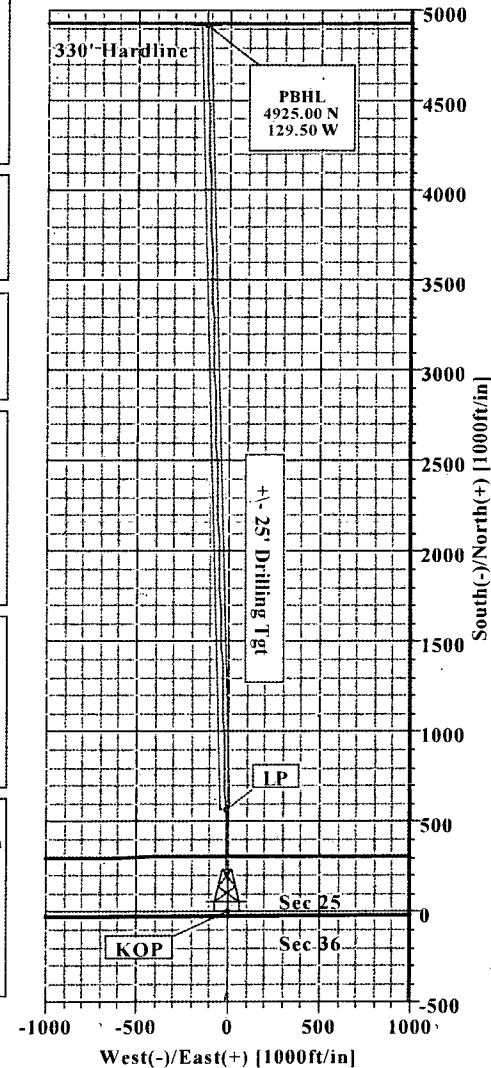 330' Hardline
PBHL
4925.00 N
129.50 W
5000
4500
4000
3500
3000
2500
2000
1500
1000
500
0
-500
South(-)/North(+) [1000ft/in]
+\- 25' Drilling Tgt
LP
Sec 25
KOP
Sec 36
-1000
-500
0
500
1000
West(-)/East(+) [1000ft/in]